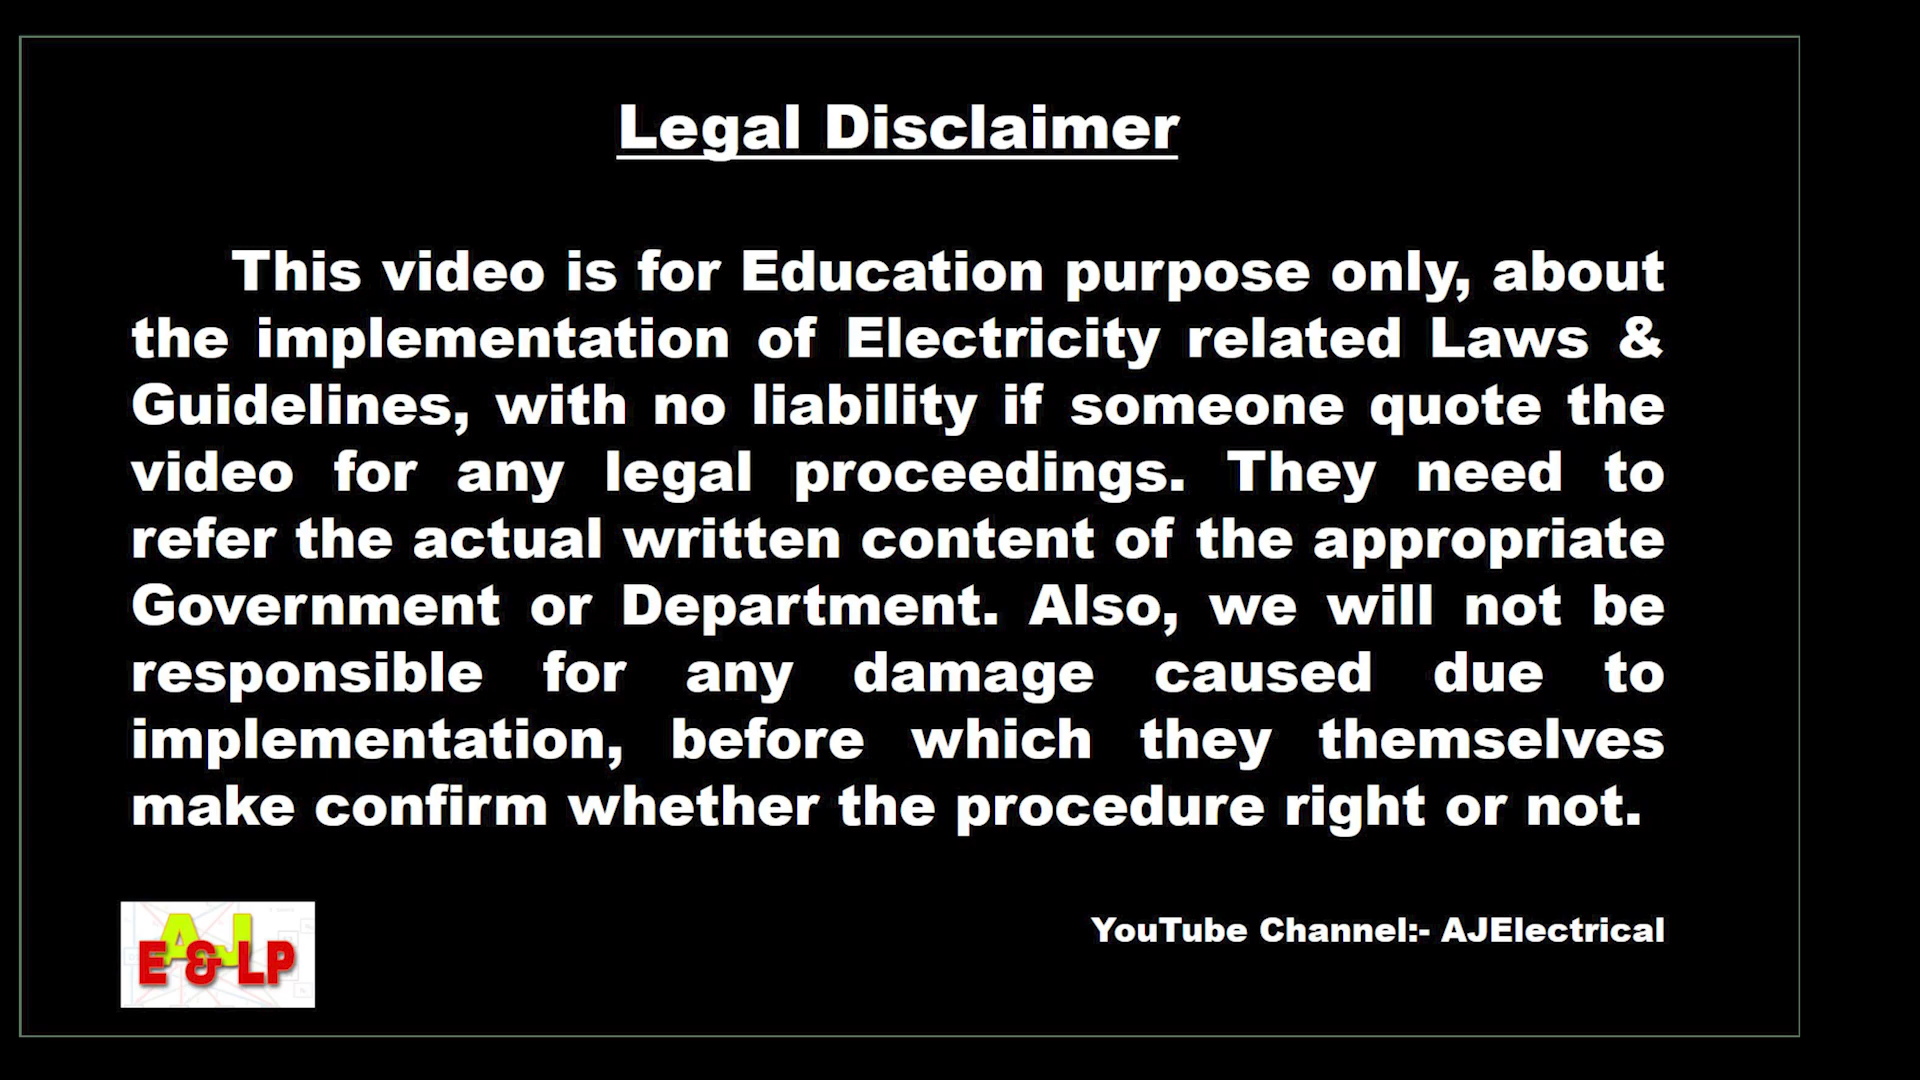 Legal Disclaimer
This video is for Education purpose only, about
the implementation of Electricity related Laws &
Guidelines, with no liability if someone quote the
video for any legal proceedings. They need to
refer the actual written content of the appropriate
Government or Department. Also, we will not be
responsible for any damage caused due to
implementation, before which they themselves
make confirm whether the procedure right or not.
YouTube Channel:- AJElectrical
AJ
E & LP